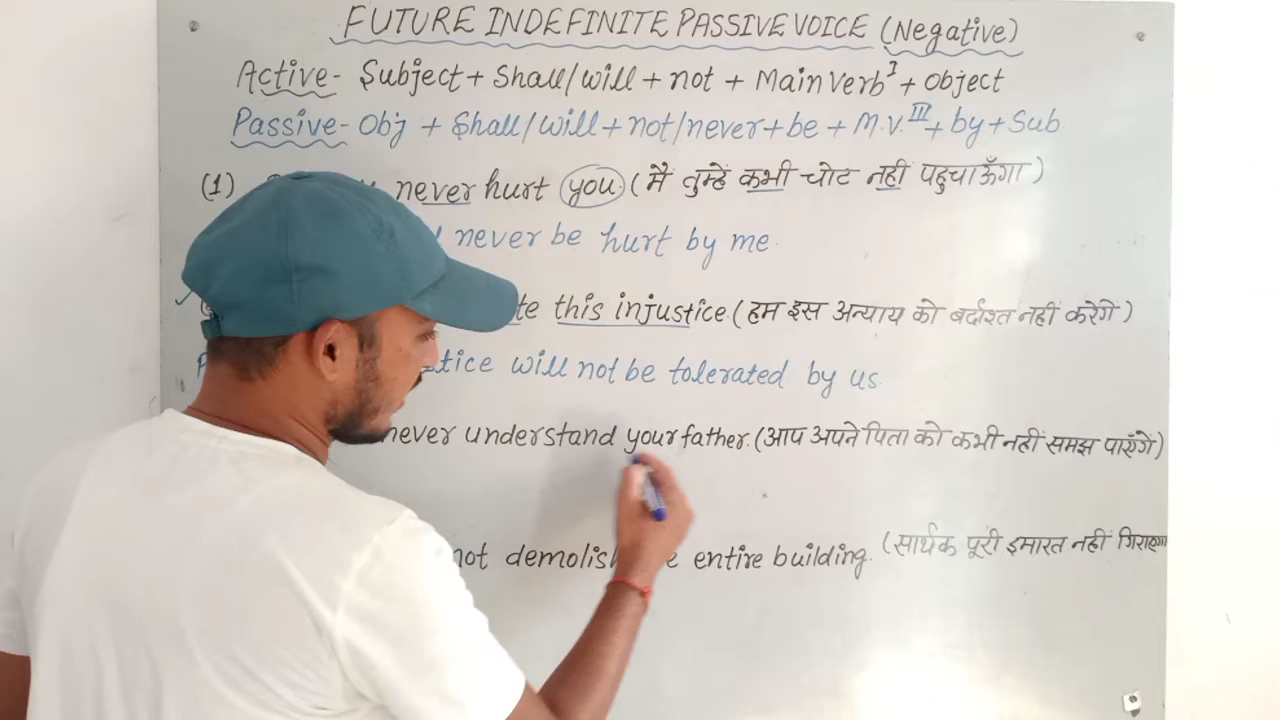 FUTURE INDEFINITE PASSIVE VOICE (Negative)
Active- Subject + Shall/will + not + Main Verb I + Object
Passive- Obj + Shall/will + not/never + be + M.V. III + by + Sub.
(1) never hurt you. (मैं तुम्हें कभी चोट नहीं पहुचाऊँगा)
never be hurt by me.
this injustice. (हम इस अन्याय को बर्दाश्त नहीं करेगें)
will not be tolerated by us.
never understand your father. (आप अपने पिता को कभी नहीं समझ पाएँगे)
not entire building. (सार्थक पूरी इमारत नहीं गिराएगा